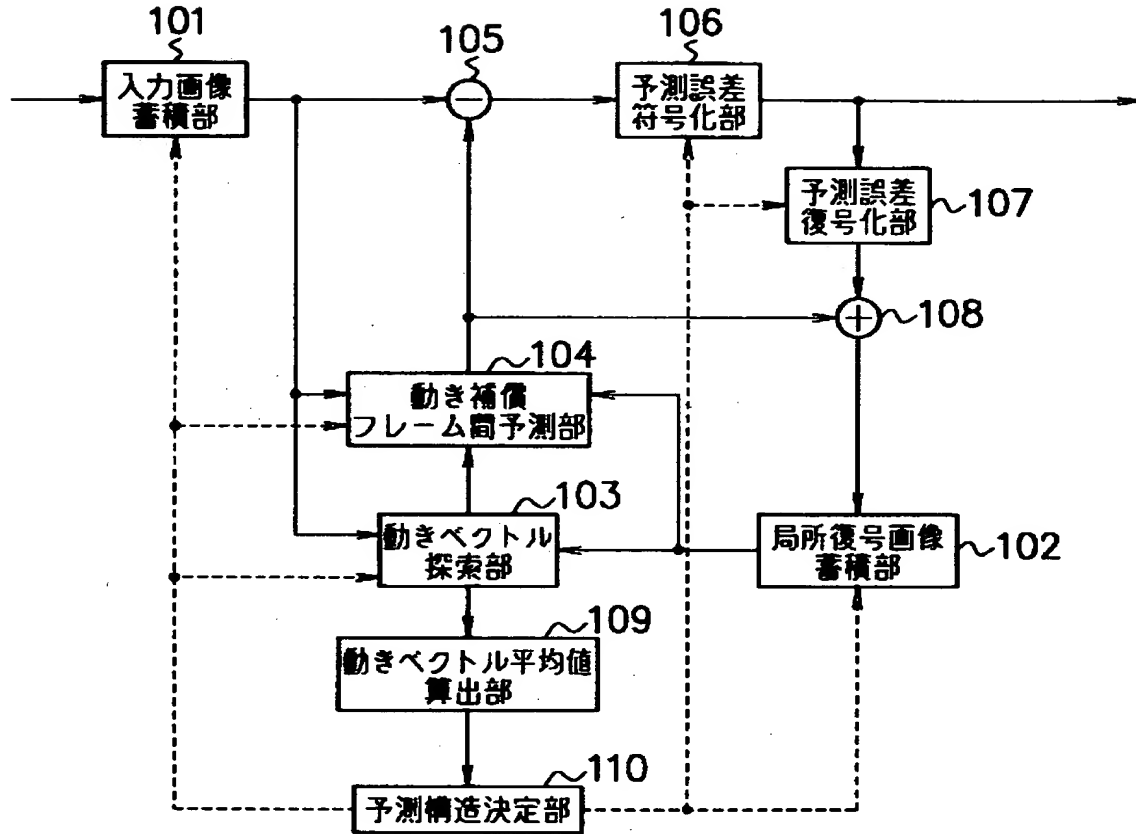 101
入力画像
蓄積部
105
106
予測誤差
符号化部
予測誤差
復号化部
107
108
104
動き補償
フレーム間予測部
103
動きベクトル
探索部
局所復号画像
蓄積部
102
109
動きベクトル平均値
算出部
110
予測構造決定部